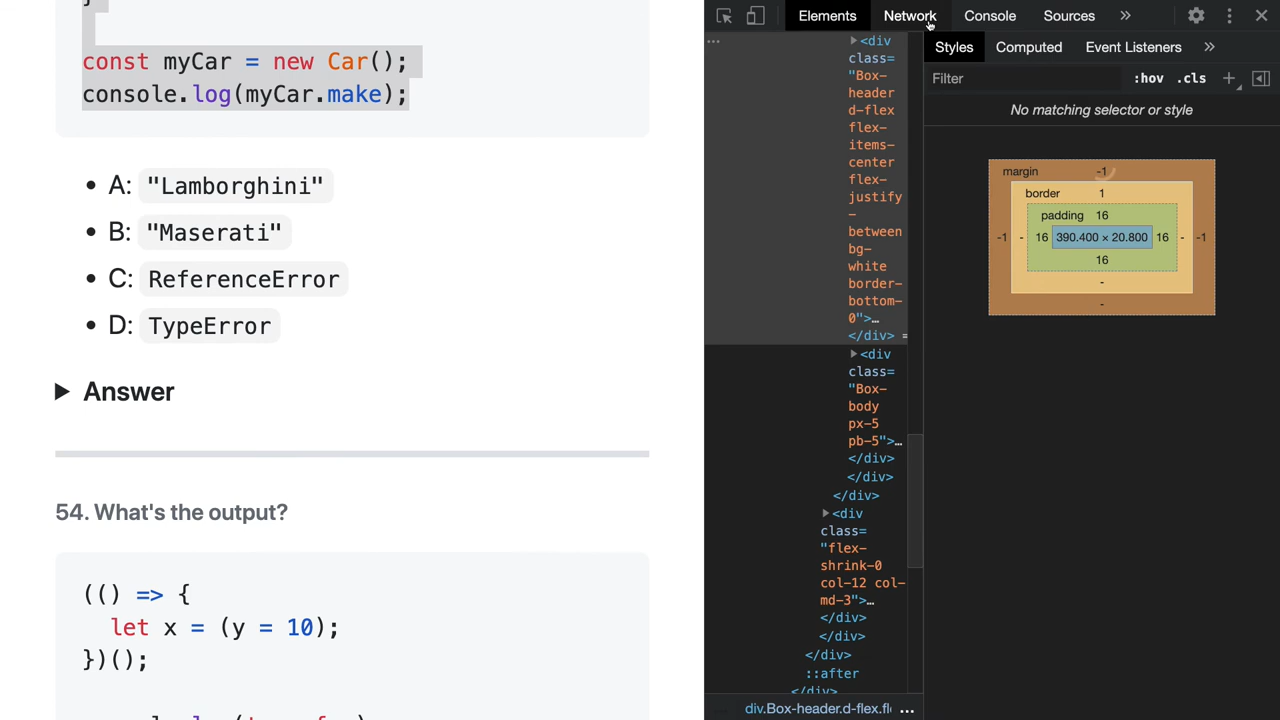 }
const myCar = new Car();
console.log(myCar.make);
A: "Lamborghini"
B: "Maserati"
C: ReferenceError
D: TypeError
Answer
54. What's the output?
(() => {
let x = (y = 10);
})();
Elements Network Console Sources »
<div
class=
"Box-
header
d-flex
flex-
items-
center
flex-
justify
-
between
bg-
white
border-
bottom-
0">…
</div> =
<div
class=
"Box-
body
px-5
pb-5">…
</div>
</div>
</div>
<div
class=
"flex-
shrink-0
col-12 col-
md-3">…
</div>
</div>
</div>
::after
</div>
div.Box-header.d-flex.fle ...
Styles Computed Event Listeners »
Filter :hov .cls +
No matching selector or style
margin -1
border 1
padding 16
-1 - 16 390.400 × 20.800 16 - -1
16
-
-